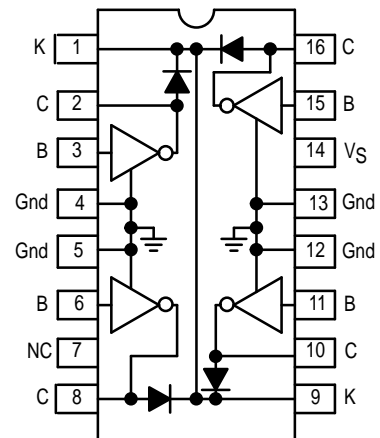 K 1 16 C
C 2 15 B
B 3 14 VS
Gnd 4 13 Gnd
Gnd 5 12 Gnd
B 6 11 B
NC 7 10 C
C 8 9 K